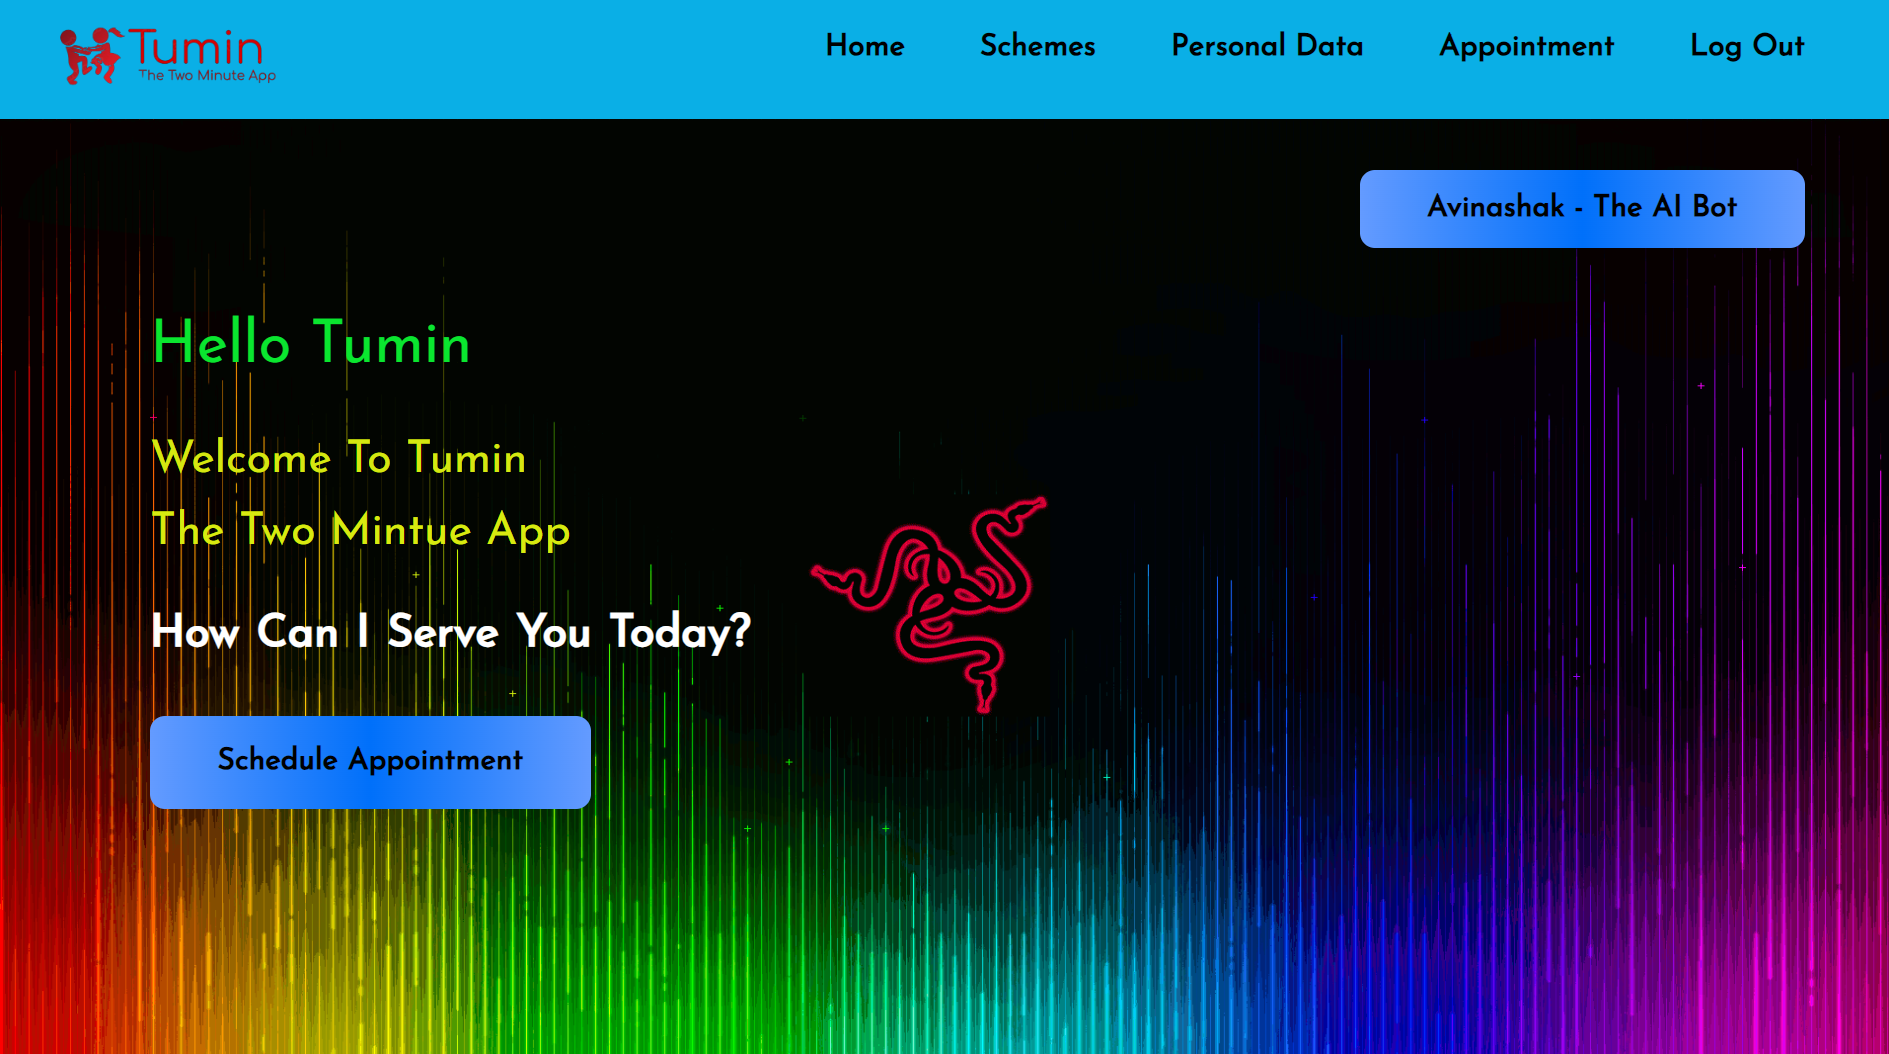 Tumin
The Two Minute App
Home Schemes Personal Data Appointment Log Out
Avinashak - The AI Bot
Hello Tumin
Welcome To Tumin
The Two Mintue App
How Can I Serve You Today?
Schedule Appointment